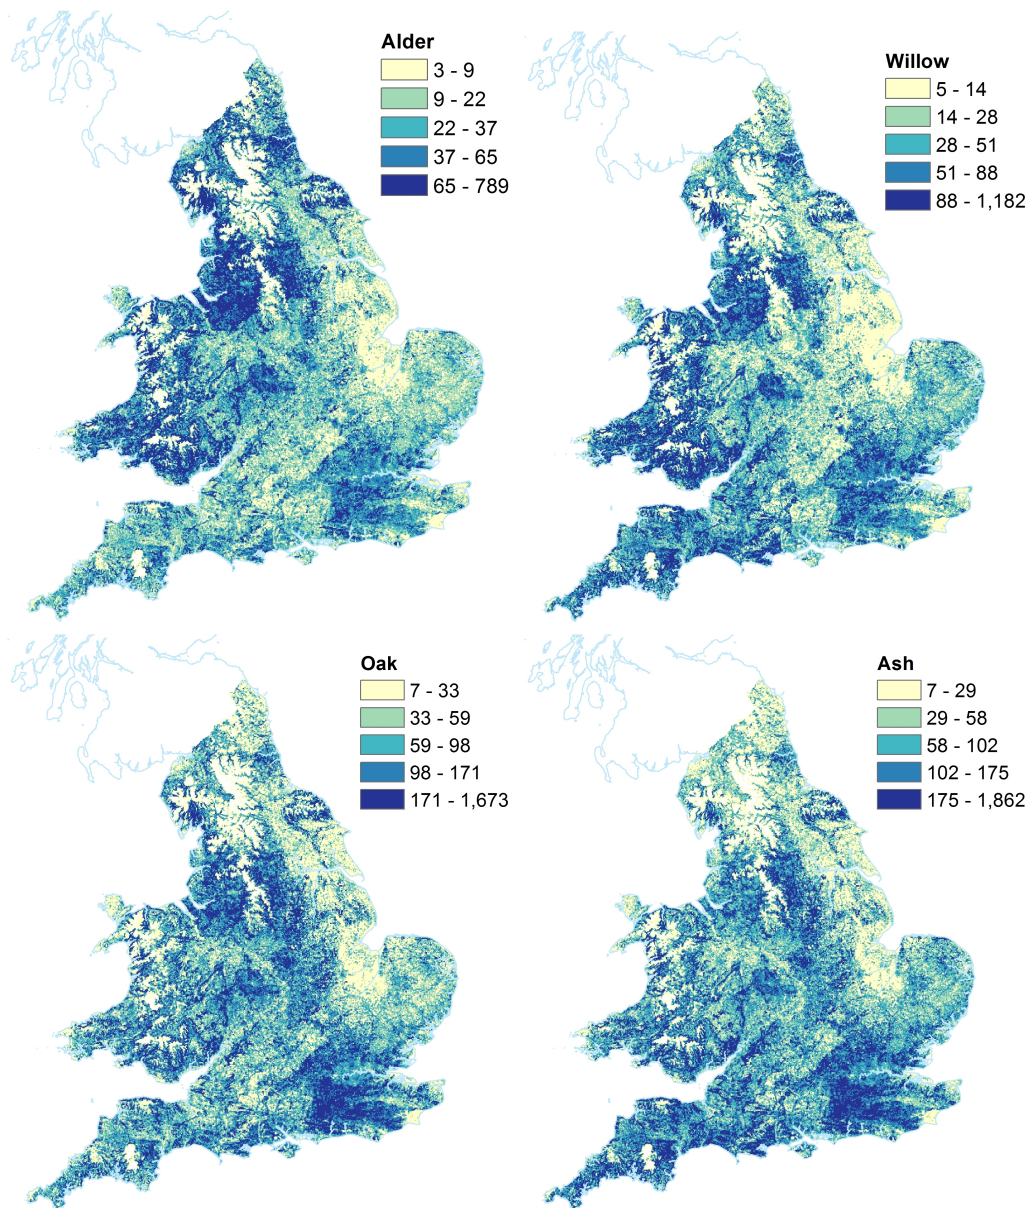 Alder
3 - 9
9 - 22
22 - 37
37 - 65
65 - 789
Willow
5 - 14
14 - 28
28 - 51
51 - 88
88 - 1,182
Oak
7 - 33
33 - 59
59 - 98
98 - 171
171 - 1,673
Ash
7 - 29
29 - 58
58 - 102
102 - 175
175 - 1,862